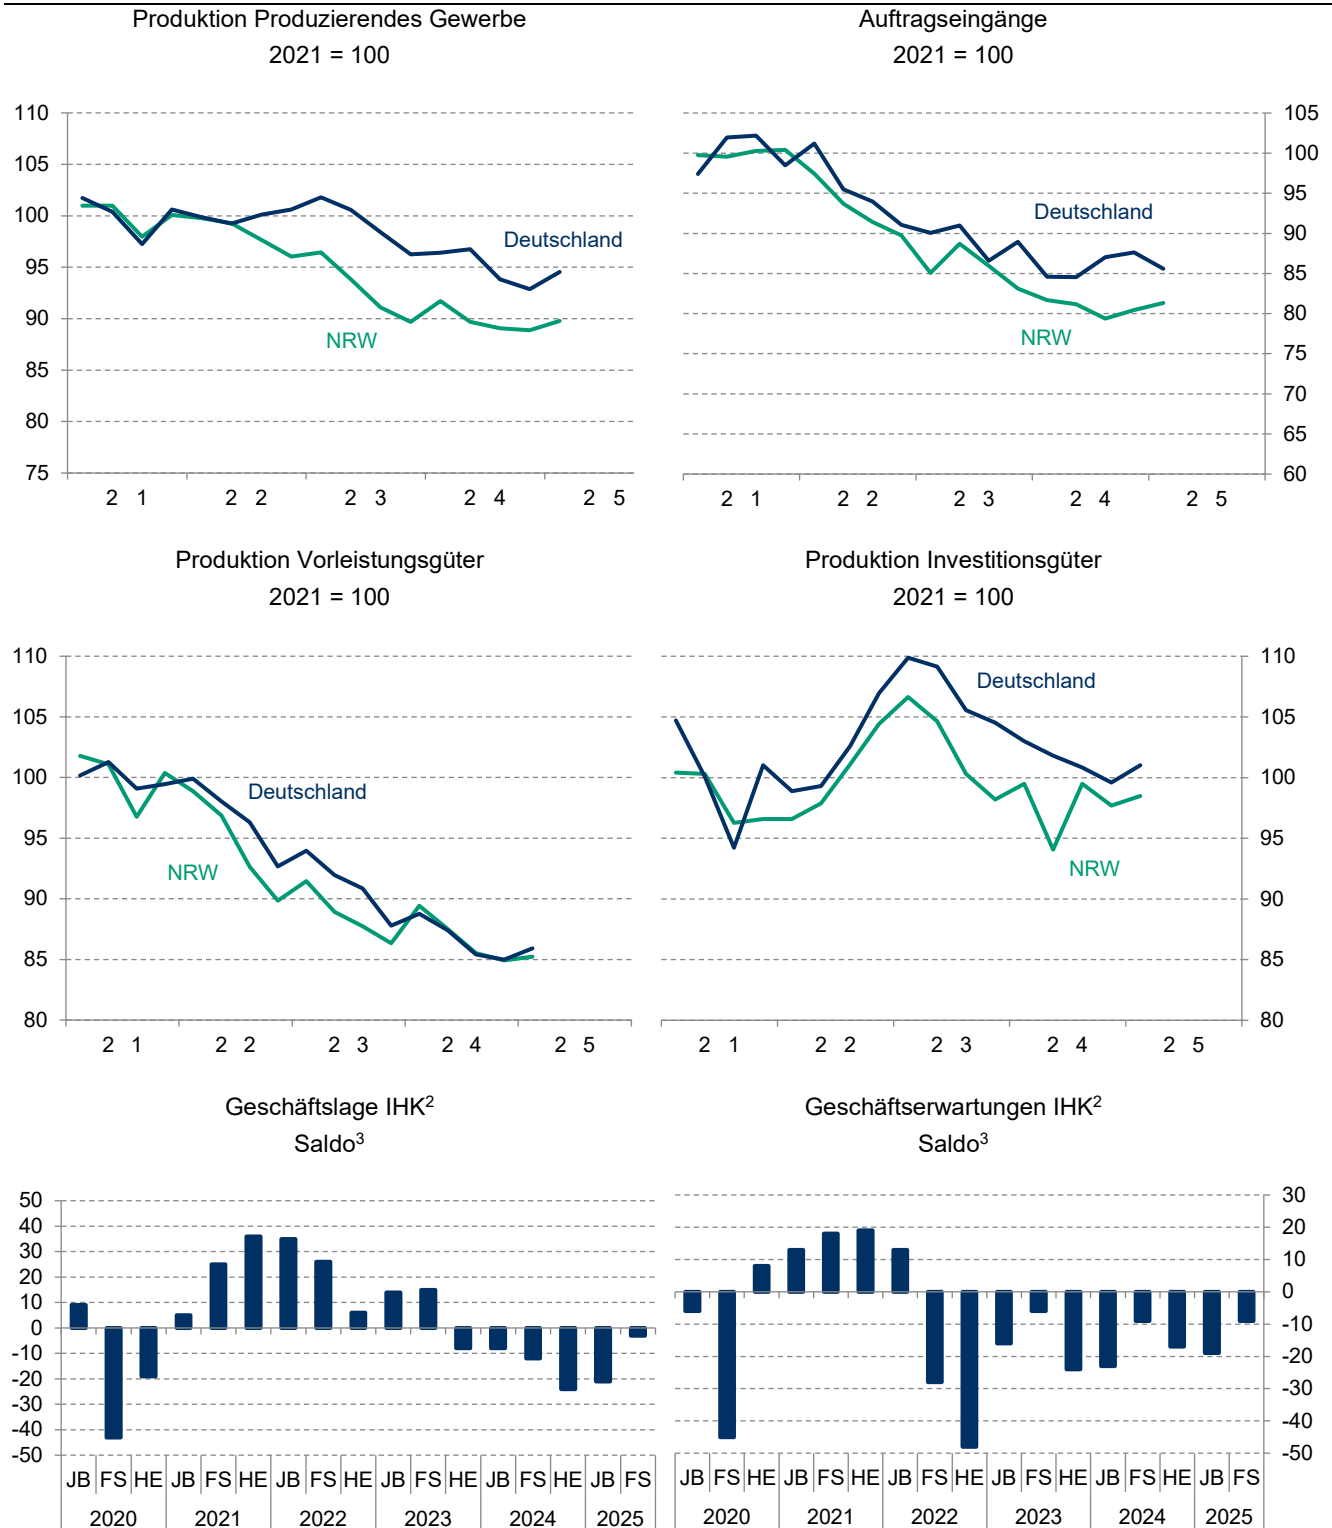 Produktion Produzierendes Gewerbe
2021 = 100
110
105
100
95
90
85
80
75
Deutschland
NRW
2 1 2 2 2 3 2 4 2 5
Auftragseingänge
2021 = 100
105
100
95
90
85
80
75
70
65
60
Deutschland
NRW
2 1 2 2 2 3 2 4 2 5
Produktion Vorleistungsgüter
2021 = 100
110
105
100
95
90
85
80
Deutschland
NRW
2 1 2 2 2 3 2 4 2 5
Produktion Investitionsgüter
2021 = 100
110
105
100
95
90
85
80
Deutschland
NRW
2 1 2 2 2 3 2 4 2 5
Geschäftslage IHK²
Saldo³
50
40
30
20
10
0
-10
-20
-30
-40
-50
JB FS HE JB FS HE JB FS HE JB FS HE JB FS HE JB FS
2020 2021 2022 2023 2024 2025
Geschäftserwartungen IHK²
Saldo³
30
20
10
0
-10
-20
-30
-40
-50
JB FS HE JB FS HE JB FS HE JB FS HE JB FS HE JB FS
2020 2021 2022 2023 2024 2025